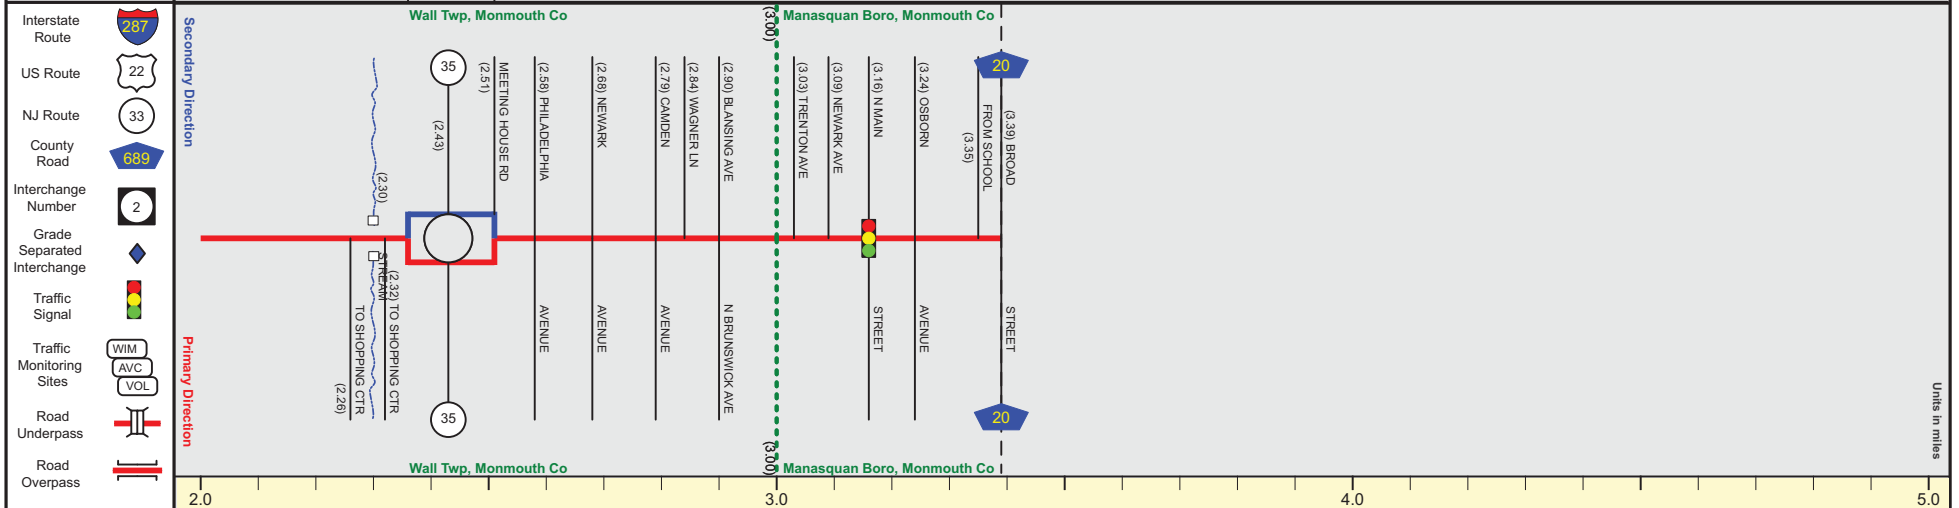 Interstate
Route
287
US Route
22
NJ Route
33
County
Road
689
Interchange
Number
2
Grade
Separated
Interchange
Traffic
Signal
Traffic
Monitoring
Sites
WIM
AVC
VOL
Road
Underpass
Road
Overpass
Secondary Direction
Primary Direction
Wall Twp, Monmouth Co
(3.00)
Manasquan Boro, Monmouth Co
(2.26)
TO SHOPPING CTR
(2.30)
STREAM
(2.32) TO SHOPPING CTR
35
(2.43)
35
(2.51)
MEETING HOUSE RD
(2.58) PHILADELPHIA
AVENUE
(2.68) NEWARK
AVENUE
(2.79) CAMDEN
AVENUE
(2.84) WAGNER LN
(2.90) BLANSING AVE
N BRUNSWICK AVE
(3.03) TRENTON AVE
(3.09) NEWARK AVE
(3.16) N MAIN
STREET
(3.24) OSBORN
AVENUE
(3.35)
FROM SCHOOL
20
(3.39) BROAD
STREET
20
Wall Twp, Monmouth Co
(3.00)
Manasquan Boro, Monmouth Co
Units in miles
2.0
3.0
4.0
5.0